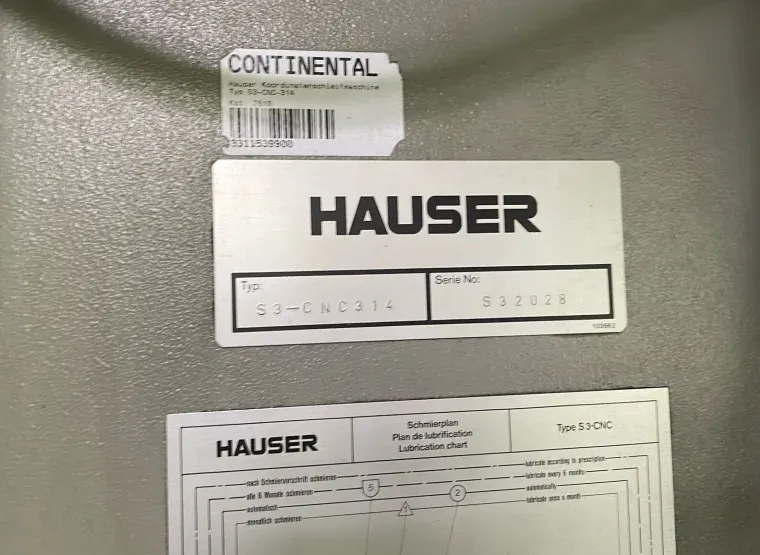 CONTINENTAL
Hauser Koordinatenschleifmaschine
Typ S3-CNC-314
Kst.
3311539900
HAUSER
Typ:
Serie No:
S3-CNC314
S32028
HAUSER
Schmierplan
Plan de lubrification
Lubrication chart
Type S3-CNC
nach Schmiervorschrift schmieren
5
lubricate according to prescription
alle 6 Monate schmieren
2
lubricate every 6 months
automatisch
1
automatically
monatlich schmieren
lubricate once a month